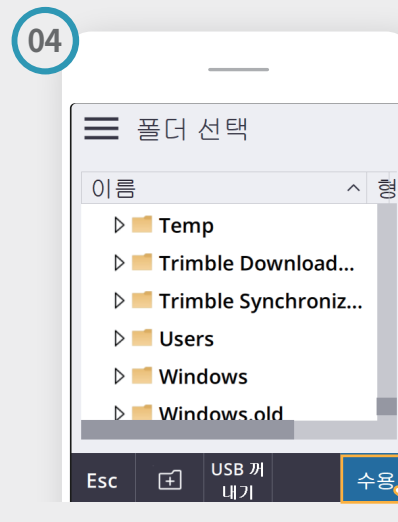 04
폴더 선택
이름 형
Temp
Trimble Download...
Trimble Synchroniz...
Users
Windows
Windows.old
Esc USB 꺼내기 수용